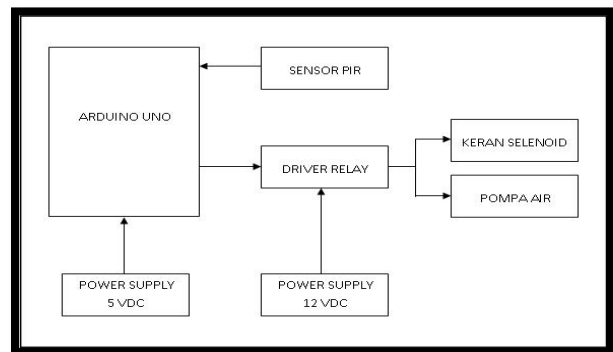 SENSOR PIR
ARDUINO UNO
KERAN SELENOID
DRIVER RELAY
POMPA AIR
POWER SUPPLY
5 VDC
POWER SUPPLY
12 VDC